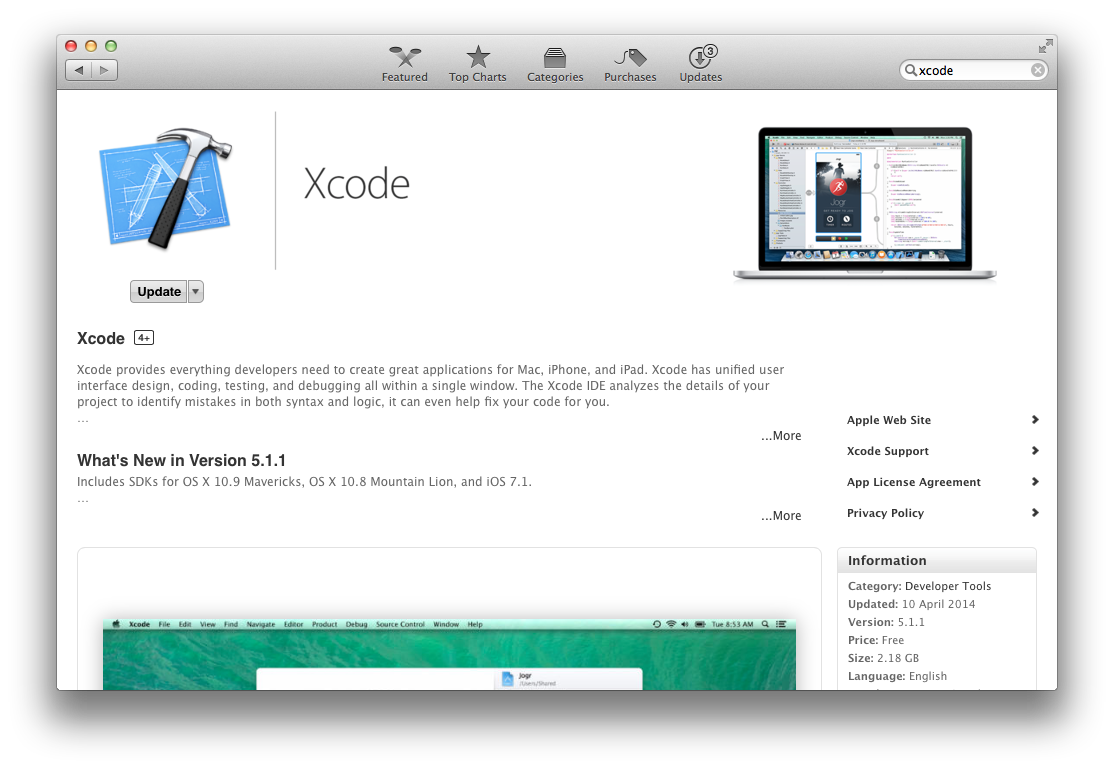 3
Featured
Top Charts
Categories
Purchases
Updates
xcode
Xcode
Jogr
Update
Xcode 4+
Xcode provides everything developers need to create great applications for Mac, iPhone, and iPad. Xcode has unified user
interface design, coding, testing, and debugging all within a single window. The Xcode IDE analyzes the details of your
project to identify mistakes in both syntax and logic, it can even help fix your code for you.
...
...More
What's New in Version 5.1.1
Includes SDKs for OS X 10.9 Mavericks, OS X 10.8 Mountain Lion, and iOS 7.1.
...
...More
Apple Web Site
Xcode Support
App License Agreement
Privacy Policy
Xcode File Edit View Find Navigate Editor Product Debug Source Control Window Help Tue 8:53 AM
Jogr
/Users/Shared
Information
Category: Developer Tools
Updated: 10 April 2014
Version: 5.1.1
Price: Free
Size: 2.18 GB
Language: English